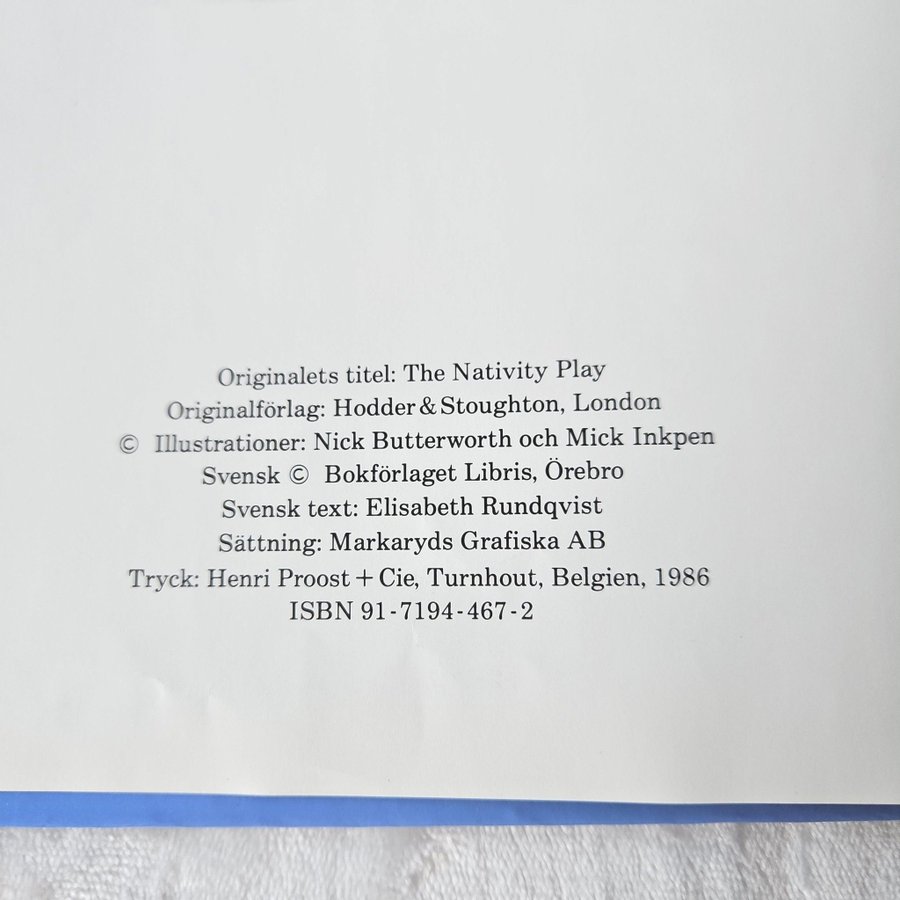 Originalets titel: The Nativity Play
Originalförlag: Hodder & Stoughton, London
© Illustrationer: Nick Butterworth och Mick Inkpen
Svensk © Bokförlaget Libris, Örebro
Svensk text: Elisabeth Rundqvist
Sättning: Markaryds Grafiska AB
Tryck: Henri Proost + Cie, Turnhout, Belgien, 1986
ISBN 91-7194-467-2